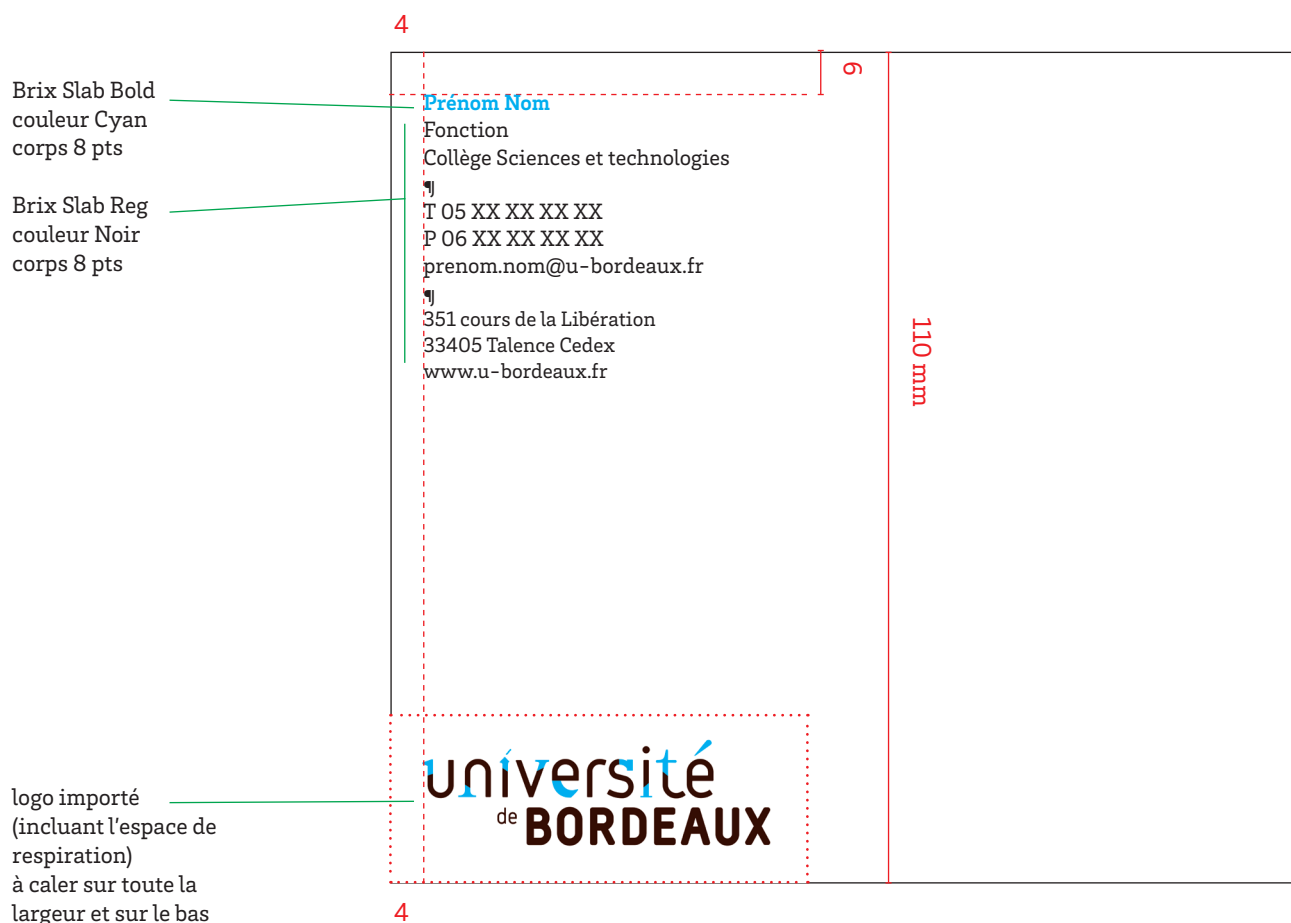 4
Brix Slab Bold
couleur Cyan
corps 8 pts
Brix Slab Reg
couleur Noir
corps 8 pts
logo importé
(incluant l'espace de
respiration)
à caler sur toute la
largeur et sur le bas
Prénom Nom
Fonction
Collège Sciences et technologies
¶
T 05 XX XX XX XX
P 06 XX XX XX XX
prenom.nom@u-bordeaux.fr
¶
351 cours de la Libération
33405 Talence Cedex
www.u-bordeaux.fr
6
110 mm
université
de BORDEAUX
4